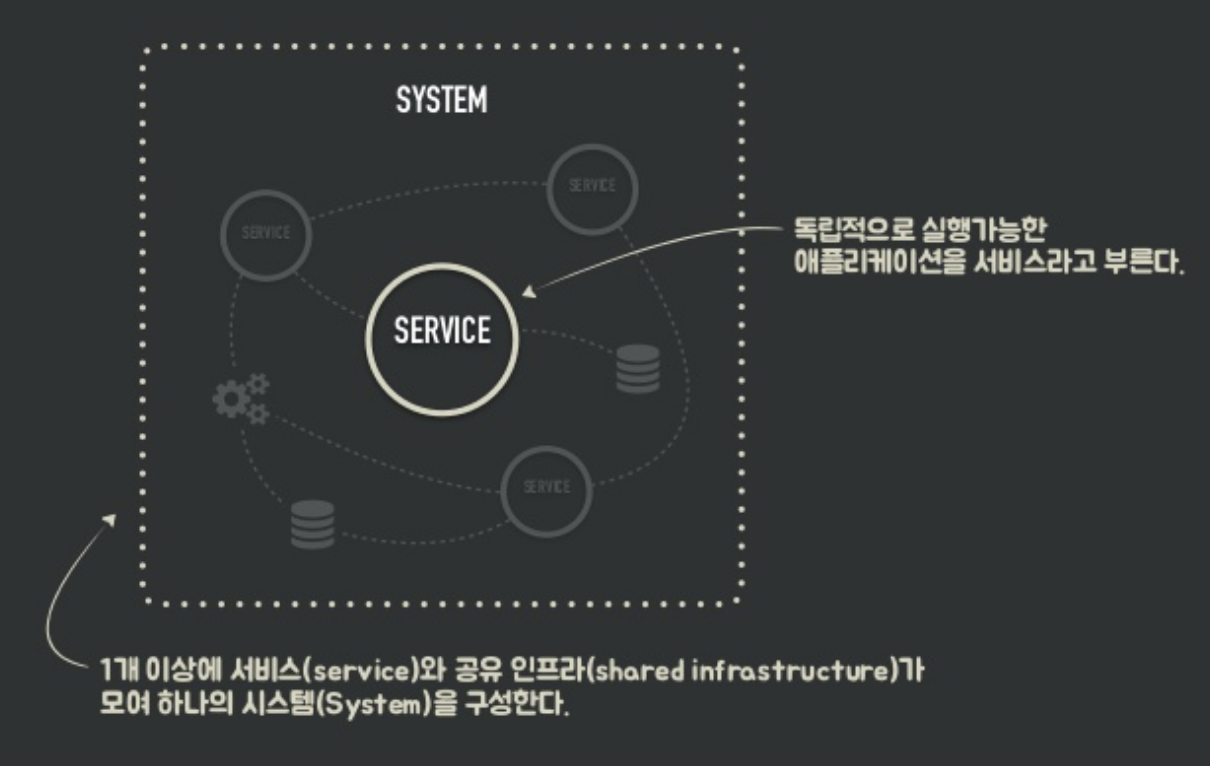 SYSTEM
SERVICE
SERVICE
독립적으로 실행가능한
애플리케이션을 서비스라고 부른다.
SERVICE
SERVICE
1개 이상에 서비스(service)와 공유 인프라(shared infrastructure)가
모여 하나의 시스템(System)을 구성한다.